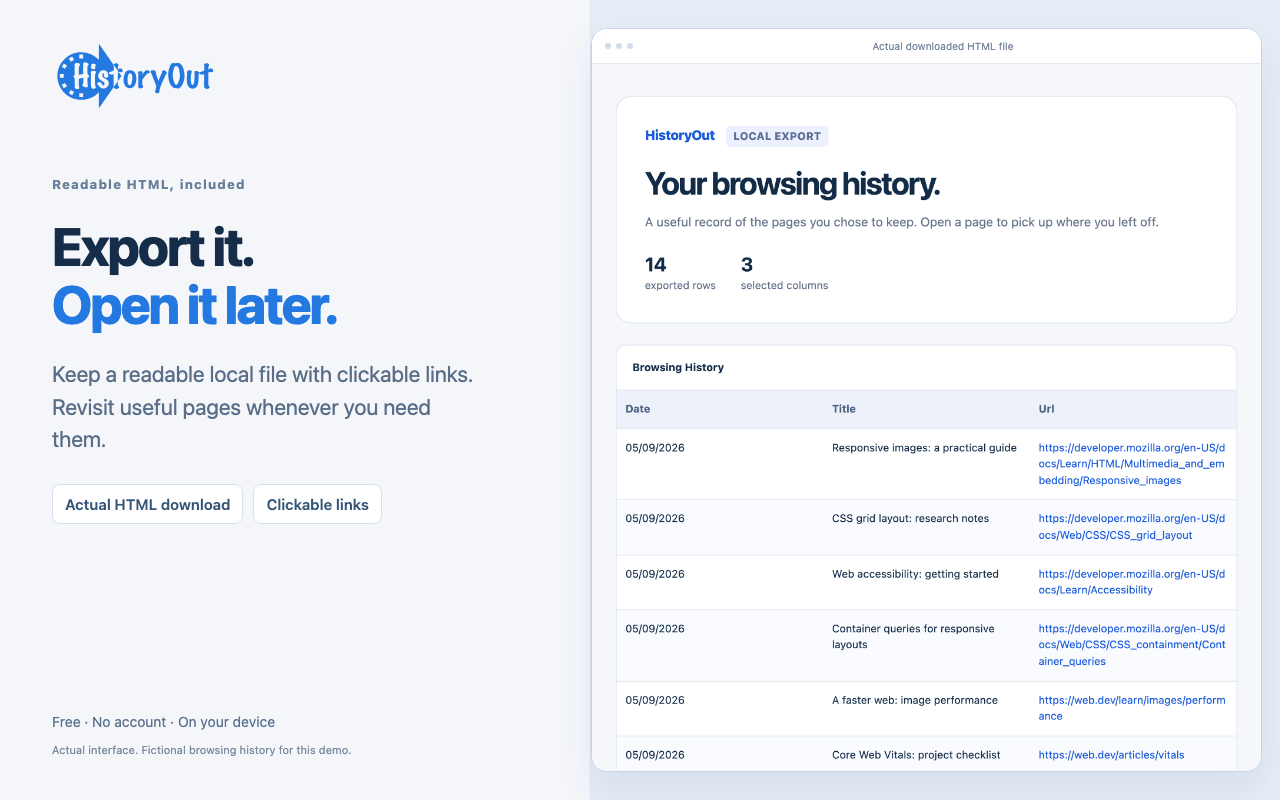 HistoryOut
Readable HTML, included
Export it.
Open it later.
Keep a readable local file with clickable links.
Revisit useful pages whenever you need
them.
Actual HTML download
Clickable links
Free · No account · On your device
Actual interface. Fictional browsing history for this demo.
Actual downloaded HTML file
HistoryOut LOCAL EXPORT
Your browsing history.
A useful record of the pages you chose to keep. Open a page to pick up where you left off.
14 3
exported rows selected columns
Browsing History
Date Title Url
05/09/2026 Responsive images: a practical guide https://developer.mozilla.org/en-US/d
ocs/Learn/HTML/Multimedia_and_em
bedding/Responsive_images
05/09/2026 CSS grid layout: research notes https://developer.mozilla.org/en-US/d
ocs/Web/CSS/CSS_grid_layout
05/09/2026 Web accessibility: getting started https://developer.mozilla.org/en-US/d
ocs/Learn/Accessibility
05/09/2026 Container queries for responsive https://developer.mozilla.org/en-US/d
layouts ocs/Web/CSS/CSS_containment/Cont
ainer_queries
05/09/2026 A faster web: image performance https://web.dev/learn/images/perform
ance
05/09/2026 Core Web Vitals: project checklist https://web.dev/articles/vitals